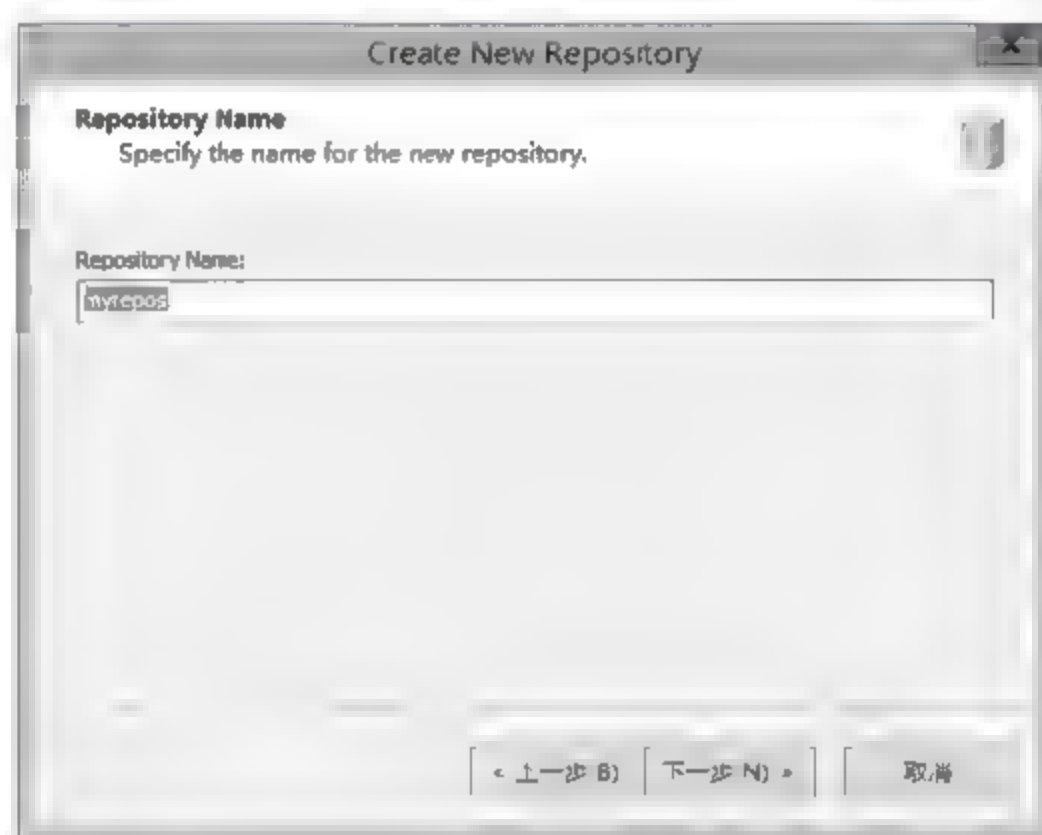 Create New Repository
Repository Name
Specify the name for the new repository.
Repository Name:
myrepos
< 上一步 B) 下一步 N) > 取消